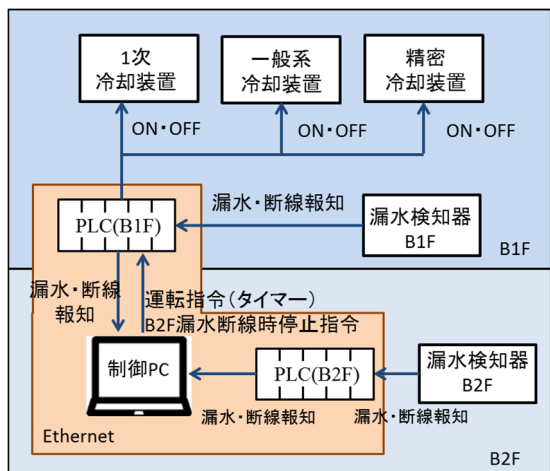 1次
冷却装置
一般系
冷却装置
精密
冷却装置
ON・OFF
ON・OFF
ON・OFF
PLC(B1F)
漏水・断線報知
漏水検知器
B1F
B1F
漏水・断線
報知
運転指令（タイマー）
B2F漏水断線時停止指令
制御PC
PLC(B2F)
漏水検知器
B2F
漏水・断線報知
漏水・断線報知
Ethernet
B2F